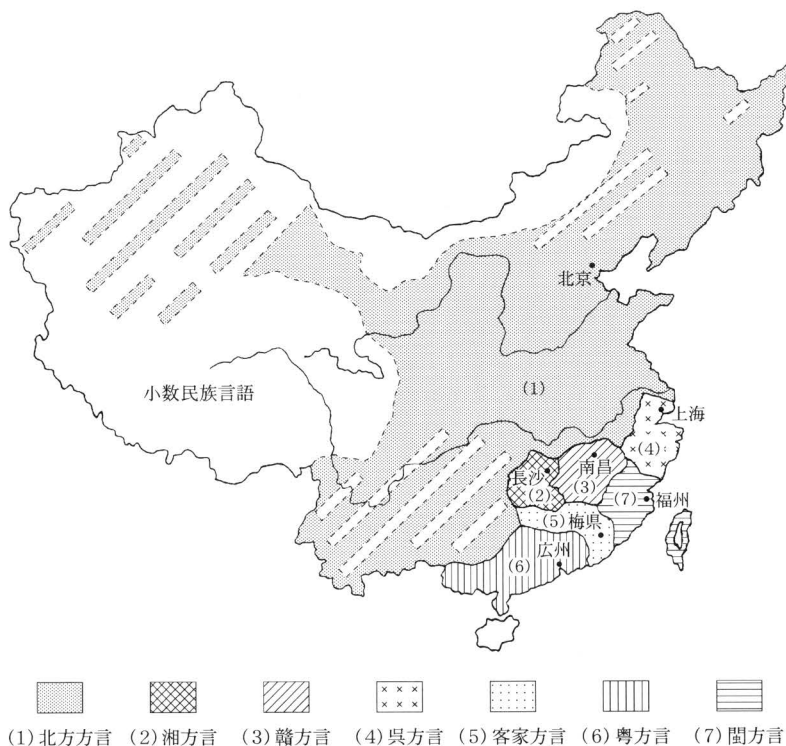 北京
小数民族言語
(1)
上海
(4)
南昌
長沙
(3)
(2)
(7)
福州
(5)
梅県
広州
(6)
(1) 北方方言 (2) 湘方言 (3) 贛方言 (4) 呉方言 (5) 客家方言 (6) 粤方言 (7) 閩方言